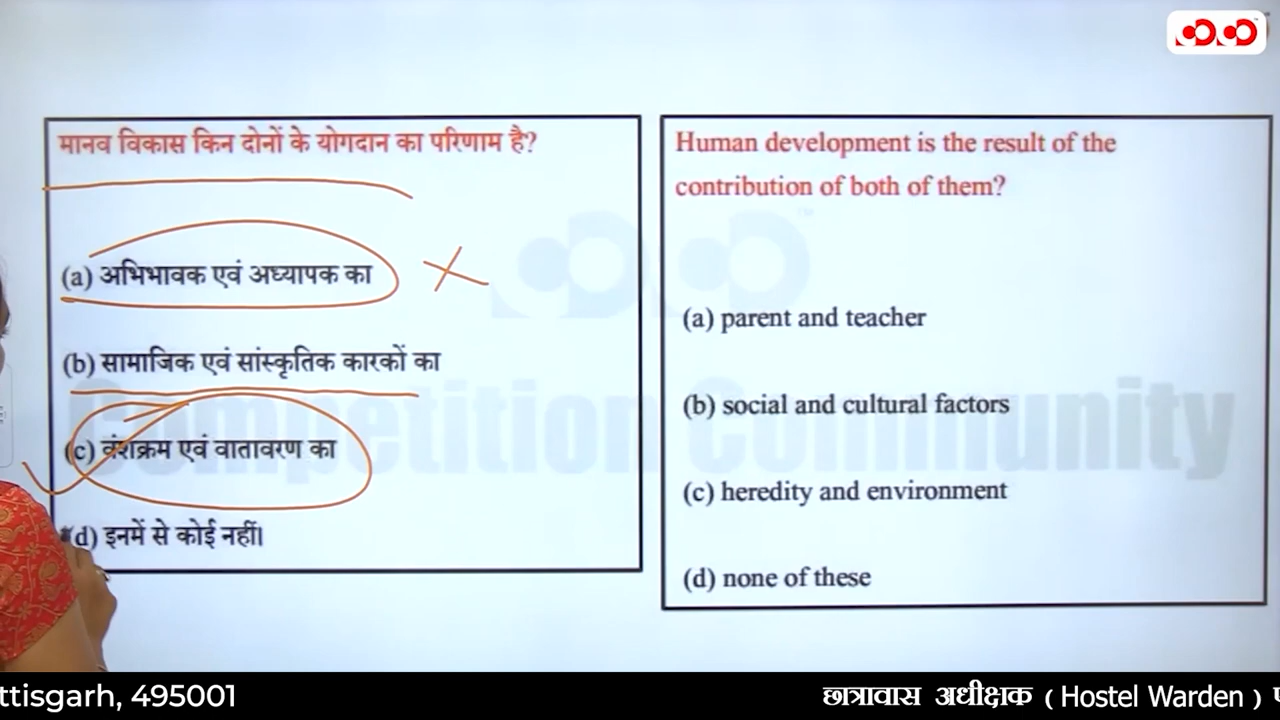 मानव विकास किन दोनों के योगदान का परिणाम है?
(a) अभिभावक एवं अध्यापक का
(b) सामाजिक एवं सांस्कृतिक कारकों का
(c) वंशक्रम एवं वातावरण का
(d) इनमें से कोई नहीं।
Human development is the result of the
contribution of both of them?
(a) parent and teacher
(b) social and cultural factors
(c) heredity and environment
(d) none of these
Competition Community
ttisgarh, 495001
छात्रावास अधीक्षक ( Hostel Warden )